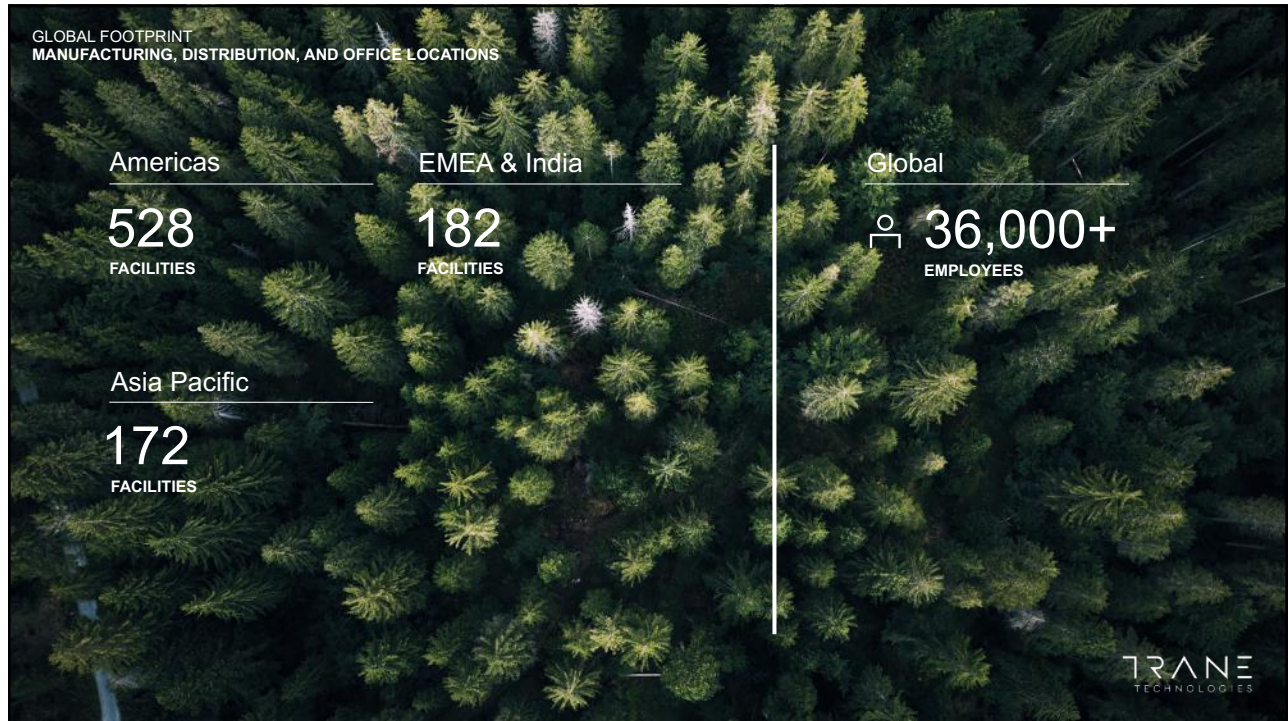 GLOBAL FOOTPRINT
MANUFACTURING, DISTRIBUTION, AND OFFICE LOCATIONS
Americas
528
FACILITIES
EMEA & India
182
FACILITIES
Asia Pacific
172
FACILITIES
Global
36,000+
EMPLOYEES
TRANE
TECHNOLOGIES